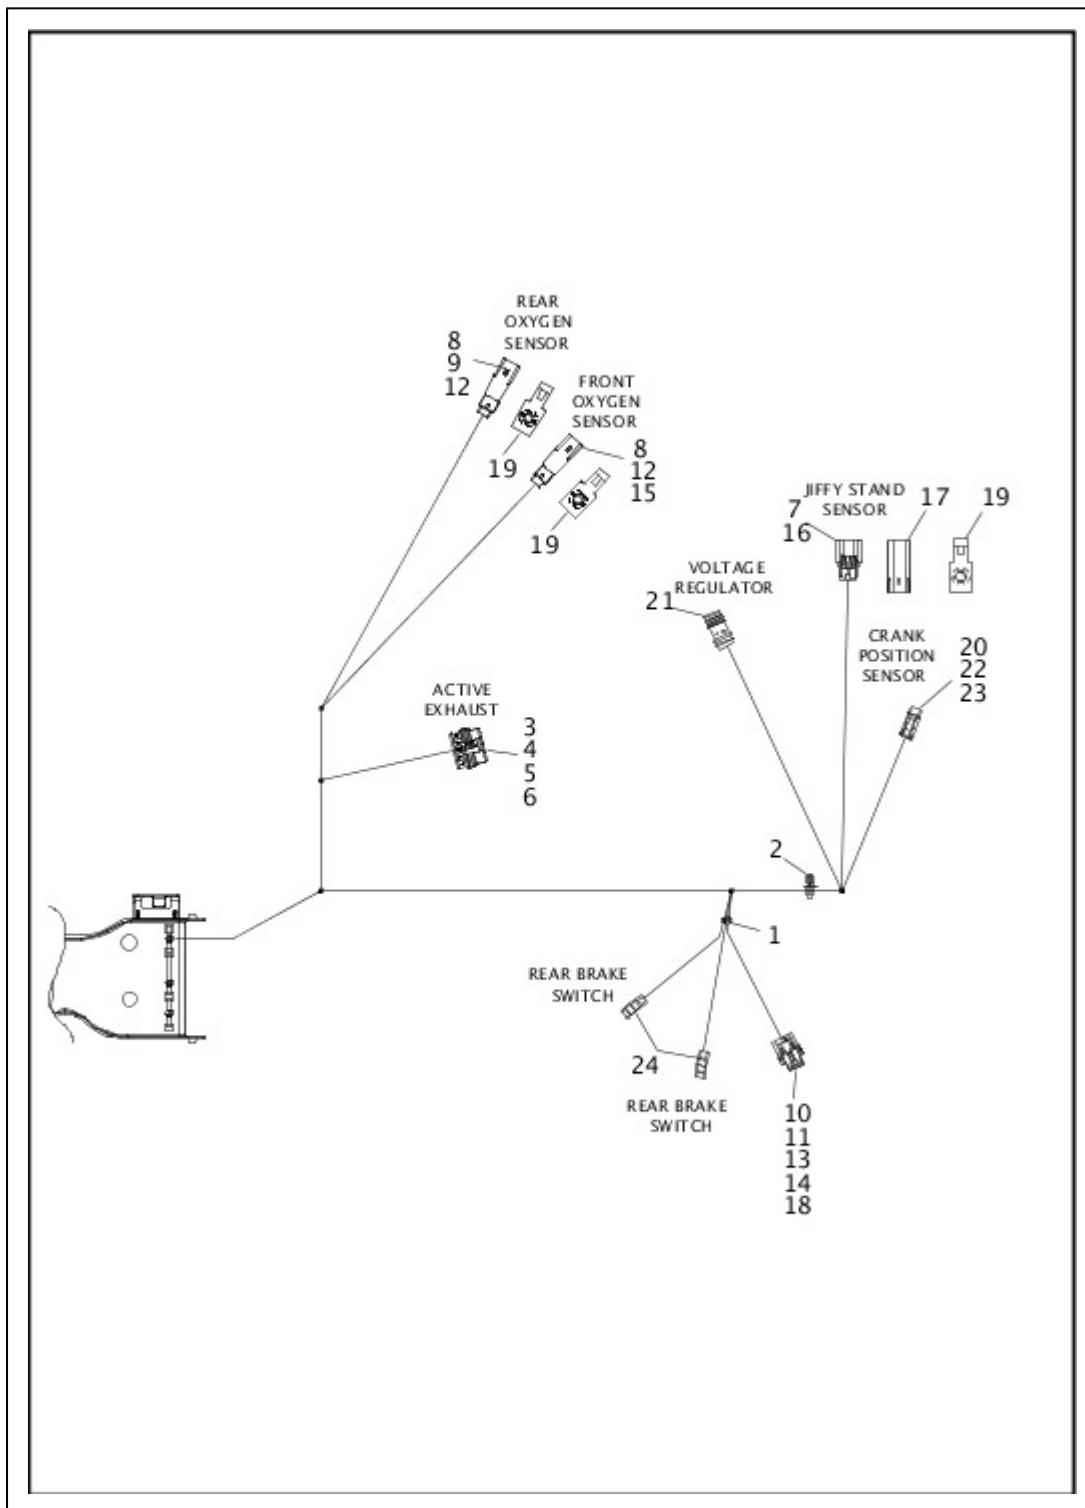 REAR
OXYGEN
SENSOR
8
9
12
FRONT
OXYGEN
SENSOR
19
8
12
15
19
JIFFY STAND
SENSOR
7
16
17
19
VOLTAGE
REGULATOR
21
CRANK
POSITION
SENSOR
20
22
23
ACTIVE
EXHAUST
3
4
5
6
2
1
REAR BRAKE
SWITCH
24
REAR BRAKE
SWITCH
10
11
13
14
18